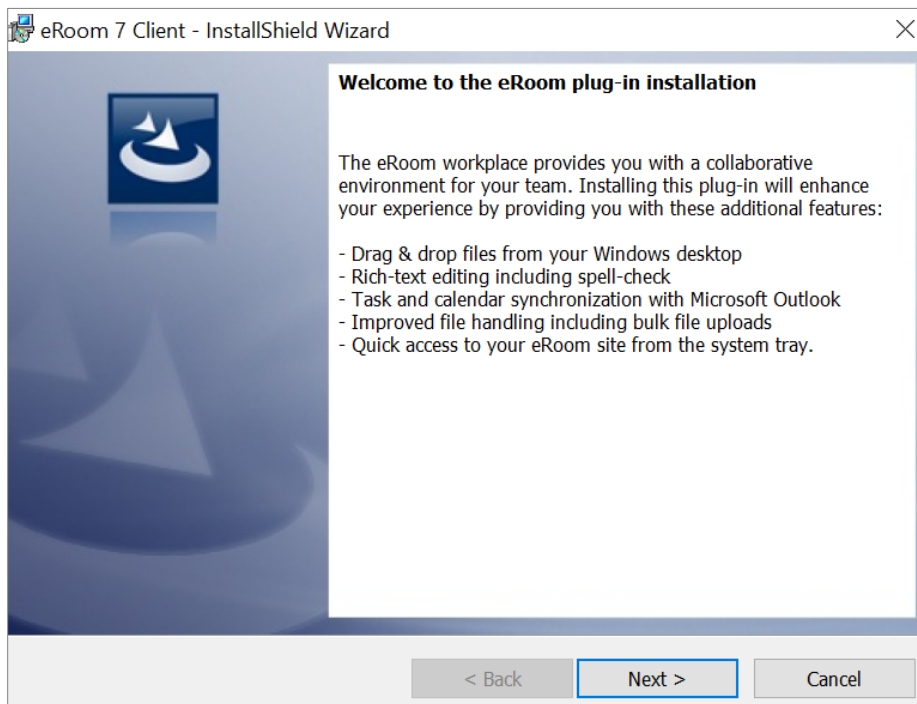 eRoom 7 Client - InstallShield Wizard
Welcome to the eRoom plug-in installation
The eRoom workplace provides you with a collaborative
environment for your team. Installing this plug-in will enhance
your experience by providing you with these additional features:
- Drag & drop files from your Windows desktop
- Rich-text editing including spell-check
- Task and calendar synchronization with Microsoft Outlook
- Improved file handling including bulk file uploads
- Quick access to your eRoom site from the system tray.
< Back
Next >
Cancel